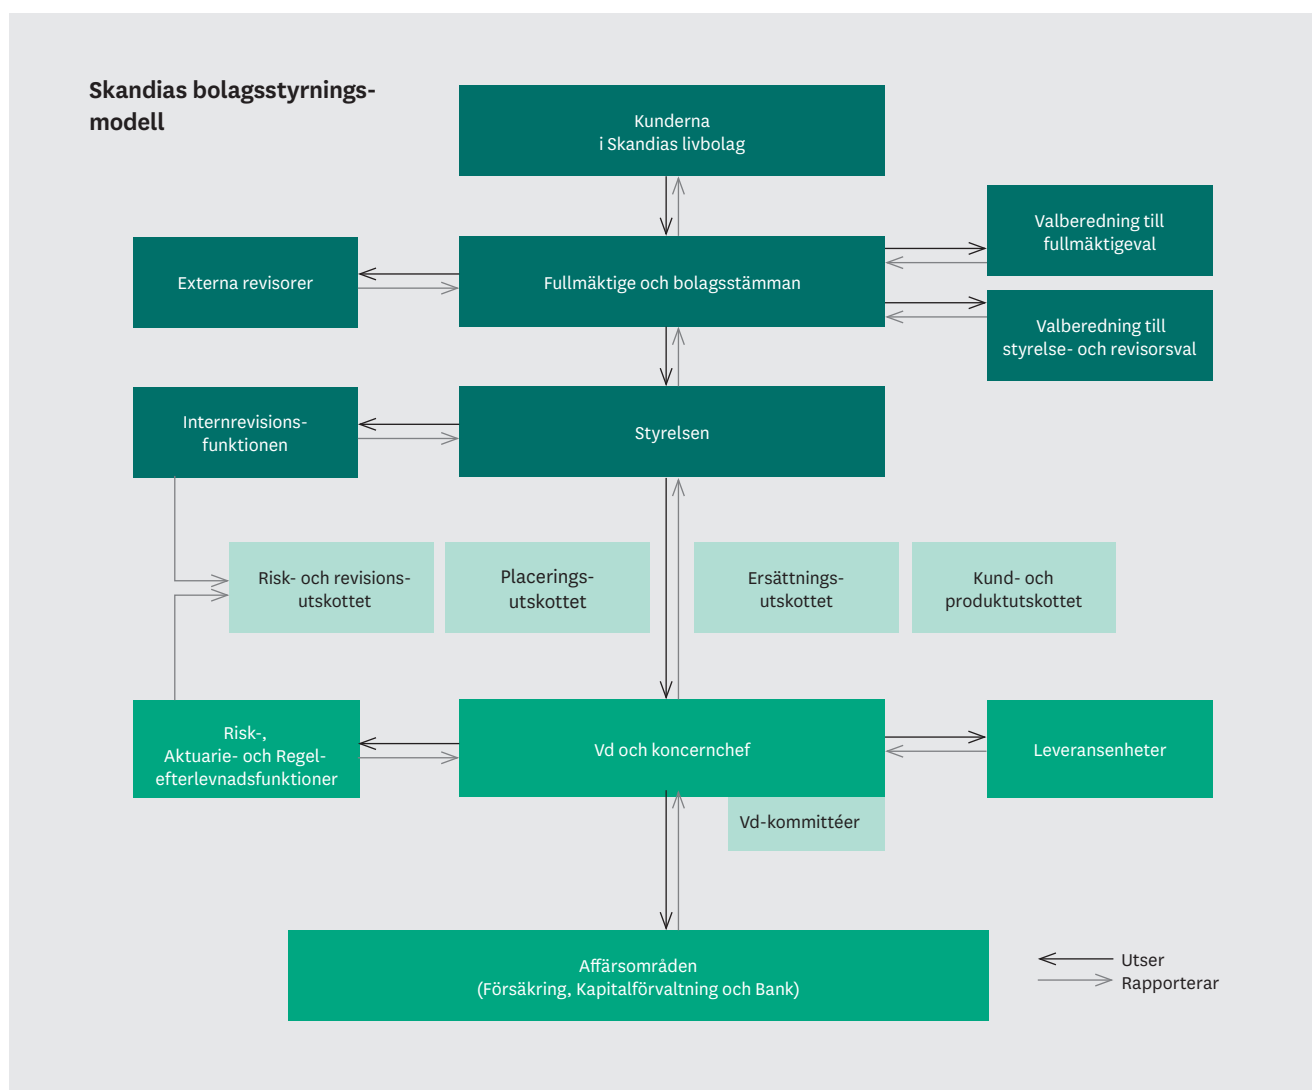 Skandias bolagsstyrnings-
modell
Kunderna
i Skandias livbolag
Valberedning till
fullmäktigeval
Externa revisorer
Fullmäktige och bolagsstämman
Valberedning till
styrelse- och revisorsval
Internrevisions-
funktionen
Styrelsen
Risk- och revisions-
utskottet
Placerings-
utskottet
Ersättnings-
utskottet
Kund- och
produktutskottet
Risk-,
Aktuarie- och Regel-
efterlevnadsfunktioner
Vd och koncernchef
Leveransenheter
Vd-kommittéer
Affärsområden
(Försäkring, Kapitalförvaltning och Bank)
Utser
Rapporterar